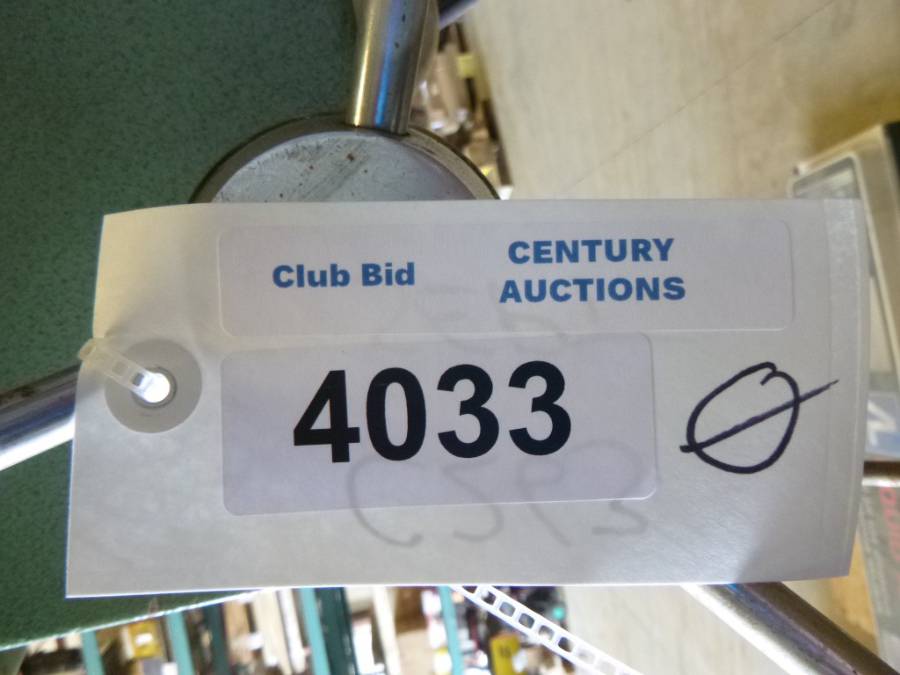 Club Bid
CENTURY
AUCTIONS
4033